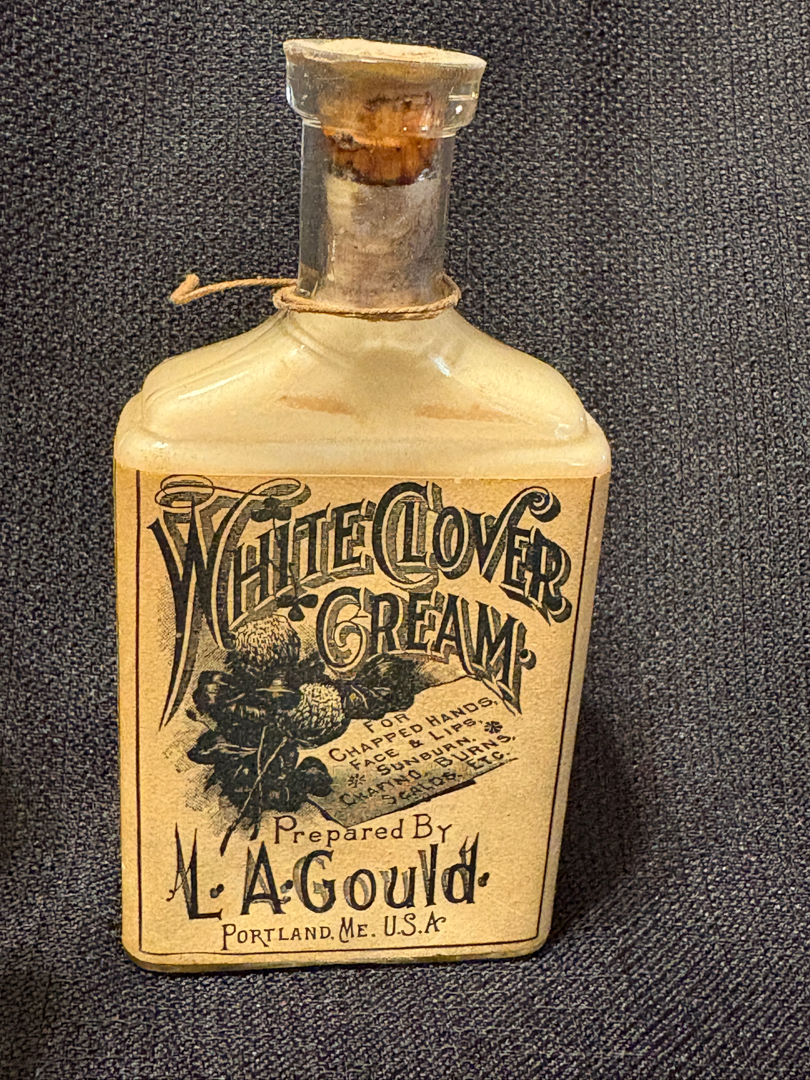 WHITE CLOVER
CREAM.
FOR
CHAPPED HANDS,
FACE & LIPS,
SUNBURN,
CHAFING, BURNS,
SCALDS, ETC.
Prepared By
L. A. Gould.
PORTLAND, ME. U.S.A